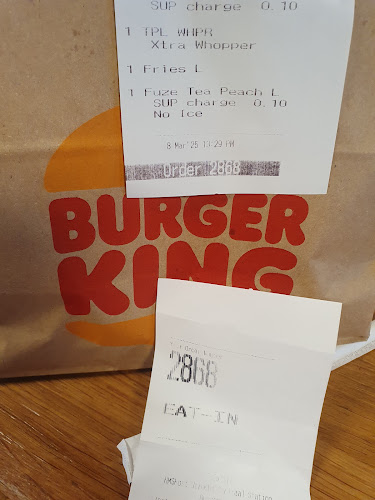 SUP charge 0.10
1 TPL WHPR
Xtra Whopper
1 Fries L
1 Fuze Tea Peach L
SUP charge 0.10
No Ice
8 Mar'25 13:29 PM
Order 2868
BURGER
KING
2868
EAT-IN